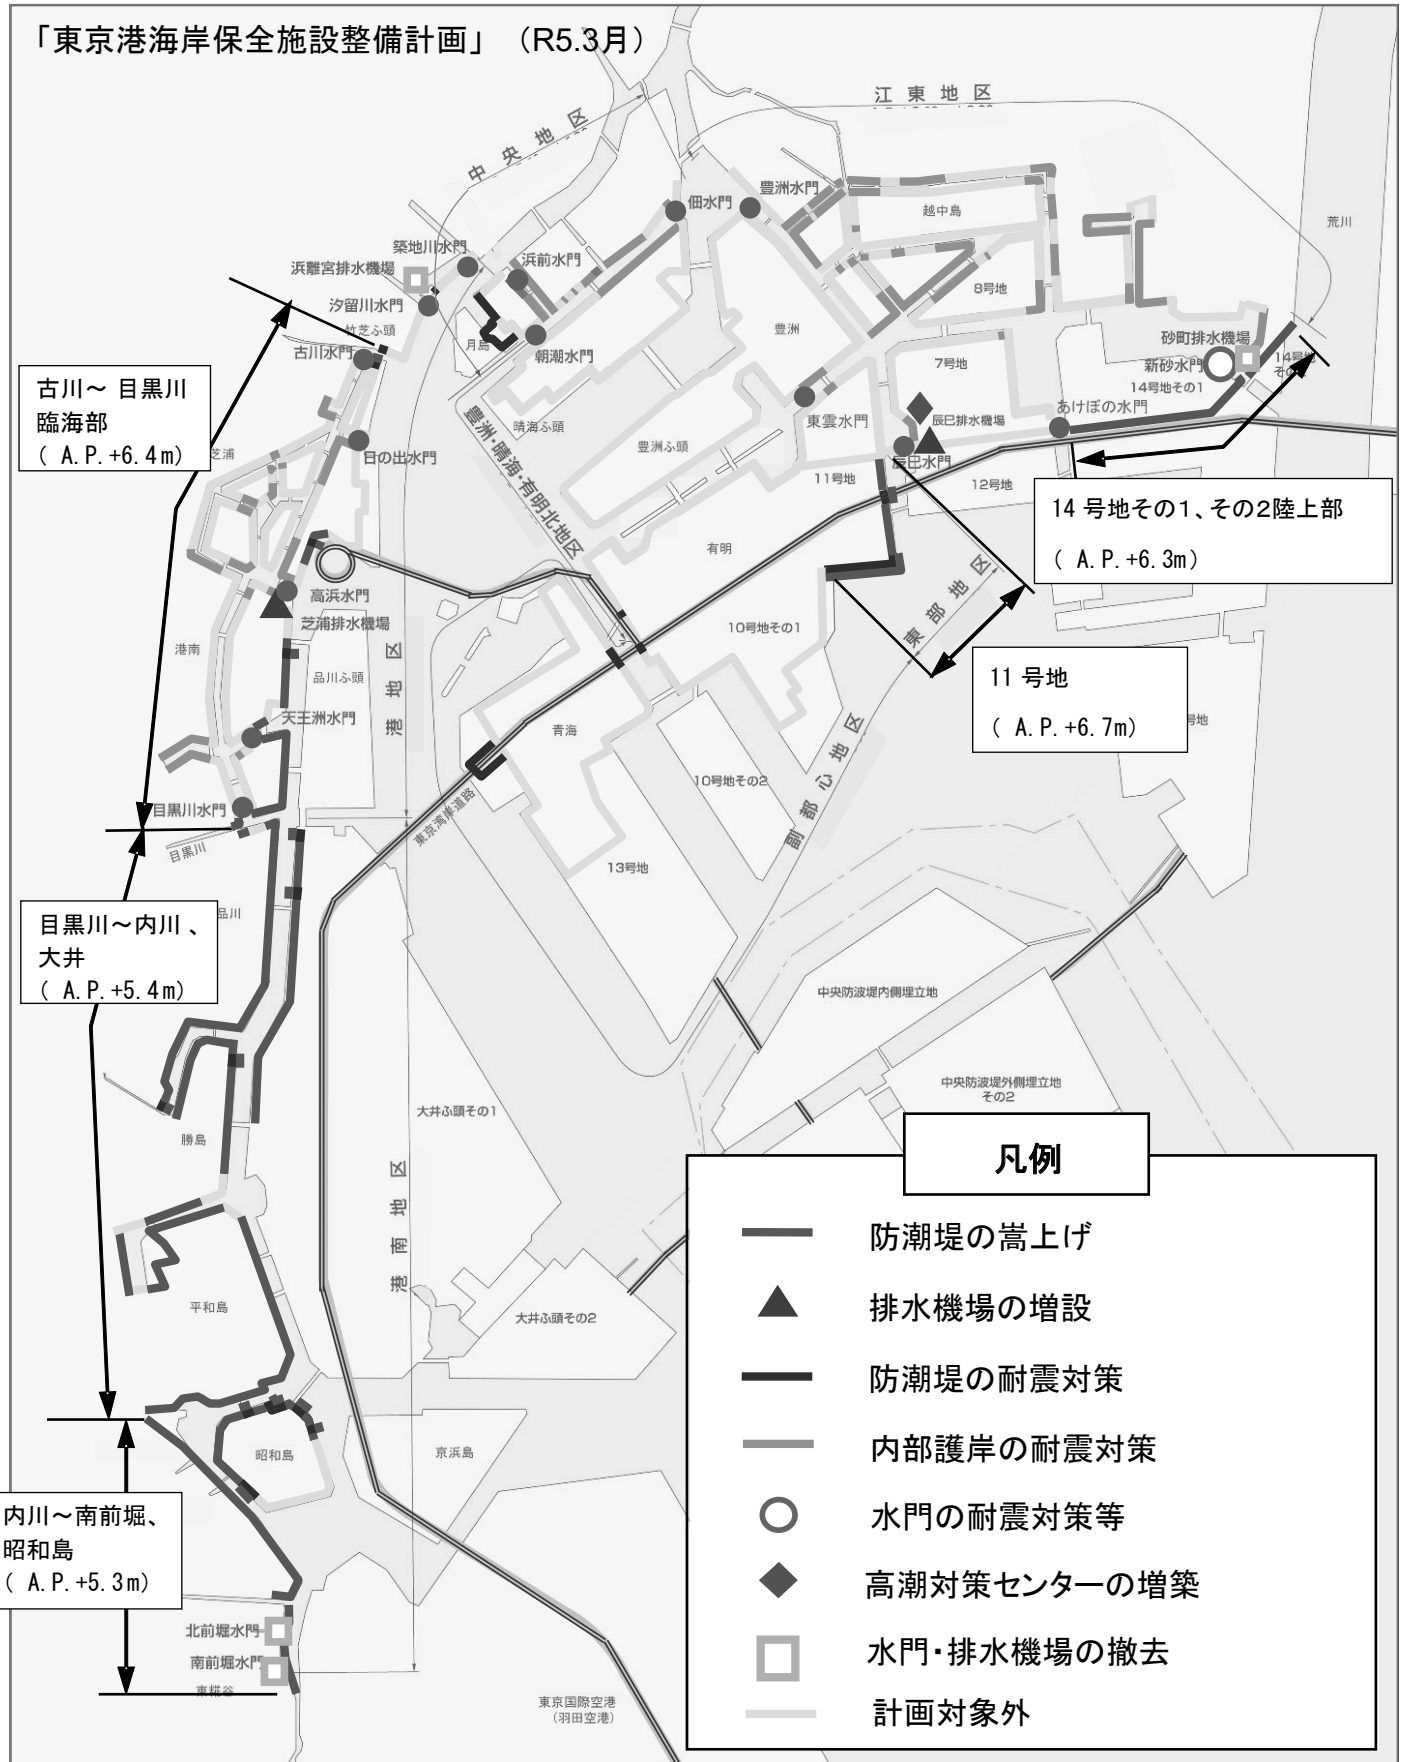 「東京港海岸保全施設整備計画」（R5.3月）
江東地区
中央地区
豊洲水門
佃水門
越中島
荒川
築地川水門
浜離宮排水機場
浜前水門
汐留川水門
8号地
竹芝ふ頭
古川水門
月島
朝潮水門
豊洲
砂町排水機場
新砂水門
14号地
7号地
14号地その1
古川～ 目黒川
臨海部
( A.P.+6.4m)
芝浦
日の出水門
晴海ふ頭
豊洲ふ頭
東雲水門
辰巳排水機場
あけぼの水門
辰巳水門
豊洲・晴海・有明北地区
11号地
12号地
14号地その1、その2陸上部
( A.P.+6.3m)
有明
高浜水門
芝浦排水機場
東部地区
10号地その1
港南
品川ふ頭
港地区
11号地
( A.P.+6.7m)
号地
天王洲水門
青海
10号地その2
副都心地区
目黒川水門
目黒川
東京湾岸道路
13号地
品川
目黒川～内川、
大井
( A.P.+5.4m)
中央防波堤内側埋立地
中央防波堤外側埋立地
その2
勝島
大井ふ頭その1
港南地区
平和島
大井ふ頭その2
昭和島
京浜島
内川～南前堀、
昭和島
( A.P.+5.3m)
北前堀水門
南前堀水門
東糀谷
東京国際空港
（羽田空港）
凡例
防潮堤の嵩上げ
排水機場の増設
防潮堤の耐震対策
内部護岸の耐震対策
水門の耐震対策等
高潮対策センターの増築
水門・排水機場の撤去
計画対象外